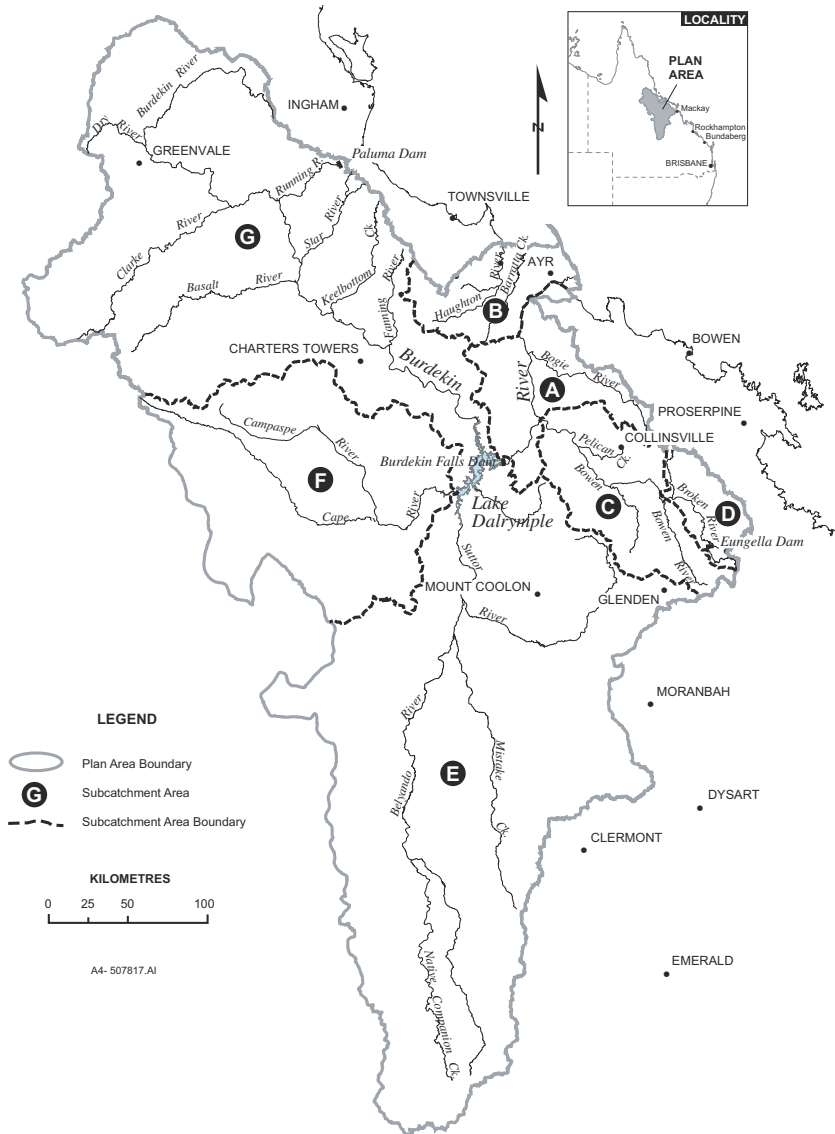 LOCALITY
PLAN
AREA
Mackay
Rockhampton
Bundaberg
BRISBANE
N
INGHAM
Burdekin River
Dry River
GREENVALE
Paluma Dam
Running R.
TOWNSVILLE
Star River
Clarke River
G
Keelbottom Ck
Basalt River
Fanning River
Haughton River
Barratta Ck.
AYR
B
BOWEN
CHARTERS TOWERS
Burdekin River
Bogie River
A
PROSERPINE
COLLINSVILLE
Pelican Ck
Campaspe River
Burdekin Falls Dam
F
Cape River
Lake
Dalrymple
Bowen
C
Broken River
D
Bowen River
Eungella Dam
Suttor River
MOUNT COOLON
GLENDEN
MORANBAH
Belyando River
Mistake Ck.
E
DYSART
CLERMONT
EMERALD
Native Companion Ck
LEGEND
Plan Area Boundary
G
Subcatchment Area
Subcatchment Area Boundary
KILOMETRES
0 25 50 100
A4- 507817.AI